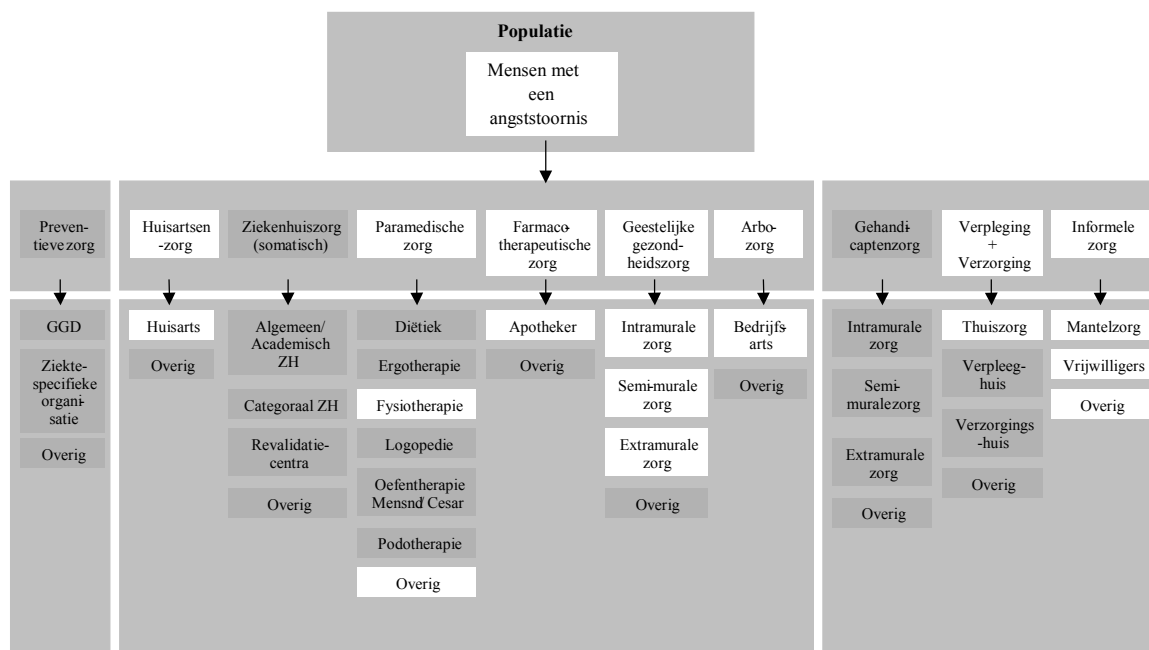 Populatie
Mensen met
een
angststoornis
Preven-
tieve zorg
Huisartsen
-zorg
Ziekenhuiszorg
(somatisch)
Paramedische
zorg
Farmaco-
therapeutische
zorg
Geestelijke
gezond-
heidszorg
Arbo-
zorg
Gehandi-
captenzorg
Verpleging
+
Verzorging
Informele
zorg
GGD
Ziekte-
specifieke
organi-
satie
Overig
Huisarts
Overig
Algemeen/
Academisch
ZH
Categoraal ZH
Revalidatie-
centra
Overig
Diëtiek
Ergotherapie
Fysiotherapie
Logopedie
Oefentherapie
Mensnd/ Cesar
Podotherapie
Overig
Apotheker
Overig
Intramurale
zorg
Semi-murale
zorg
Extramurale
zorg
Overig
Bedrijfs-
arts
Overig
Intramurale
zorg
Semi-
murale zorg
Extramurale
zorg
Overig
Thuiszorg
Verpleeg-
huis
Verzorgings
-huis
Overig
Mantelzorg
Vrijwilligers
Overig